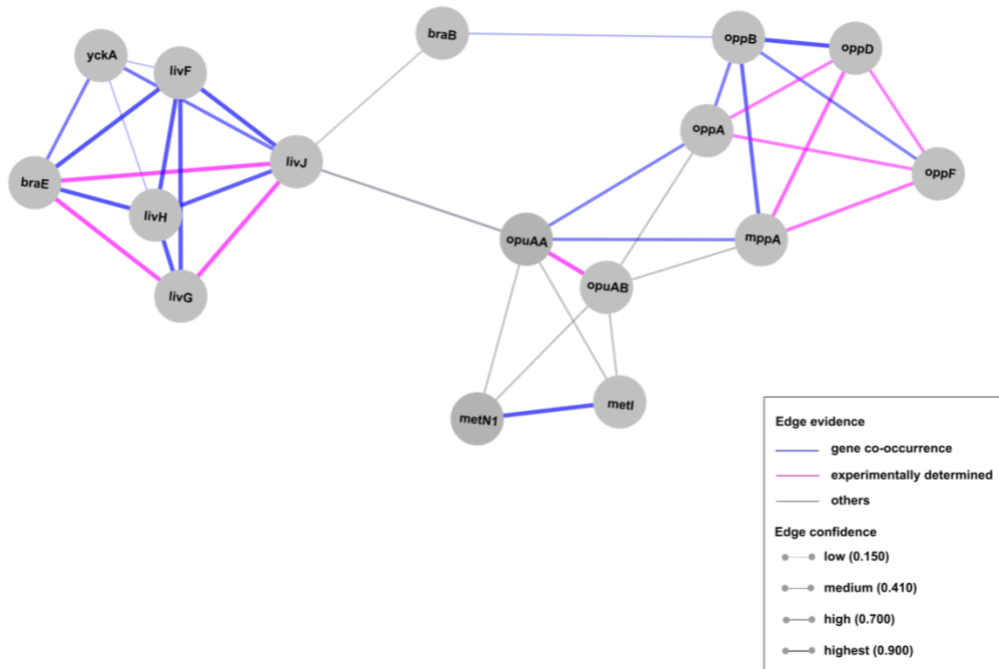 braB
oppB
oppD
yckA
livF
oppA
livJ
oppF
braE
livH
opuAA
mppA
opuAB
livG
metI
metN1
Edge evidence
gene co-occurrence
experimentally determined
others
Edge confidence
low (0.150)
medium (0.410)
high (0.700)
highest (0.900)